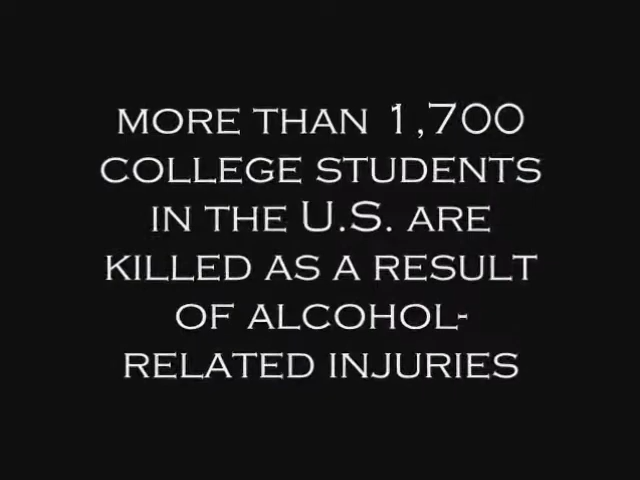 MORE THAN 1,700
COLLEGE STUDENTS
IN THE U.S. ARE
KILLED AS A RESULT
OF ALCOHOL-
RELATED INJURIES